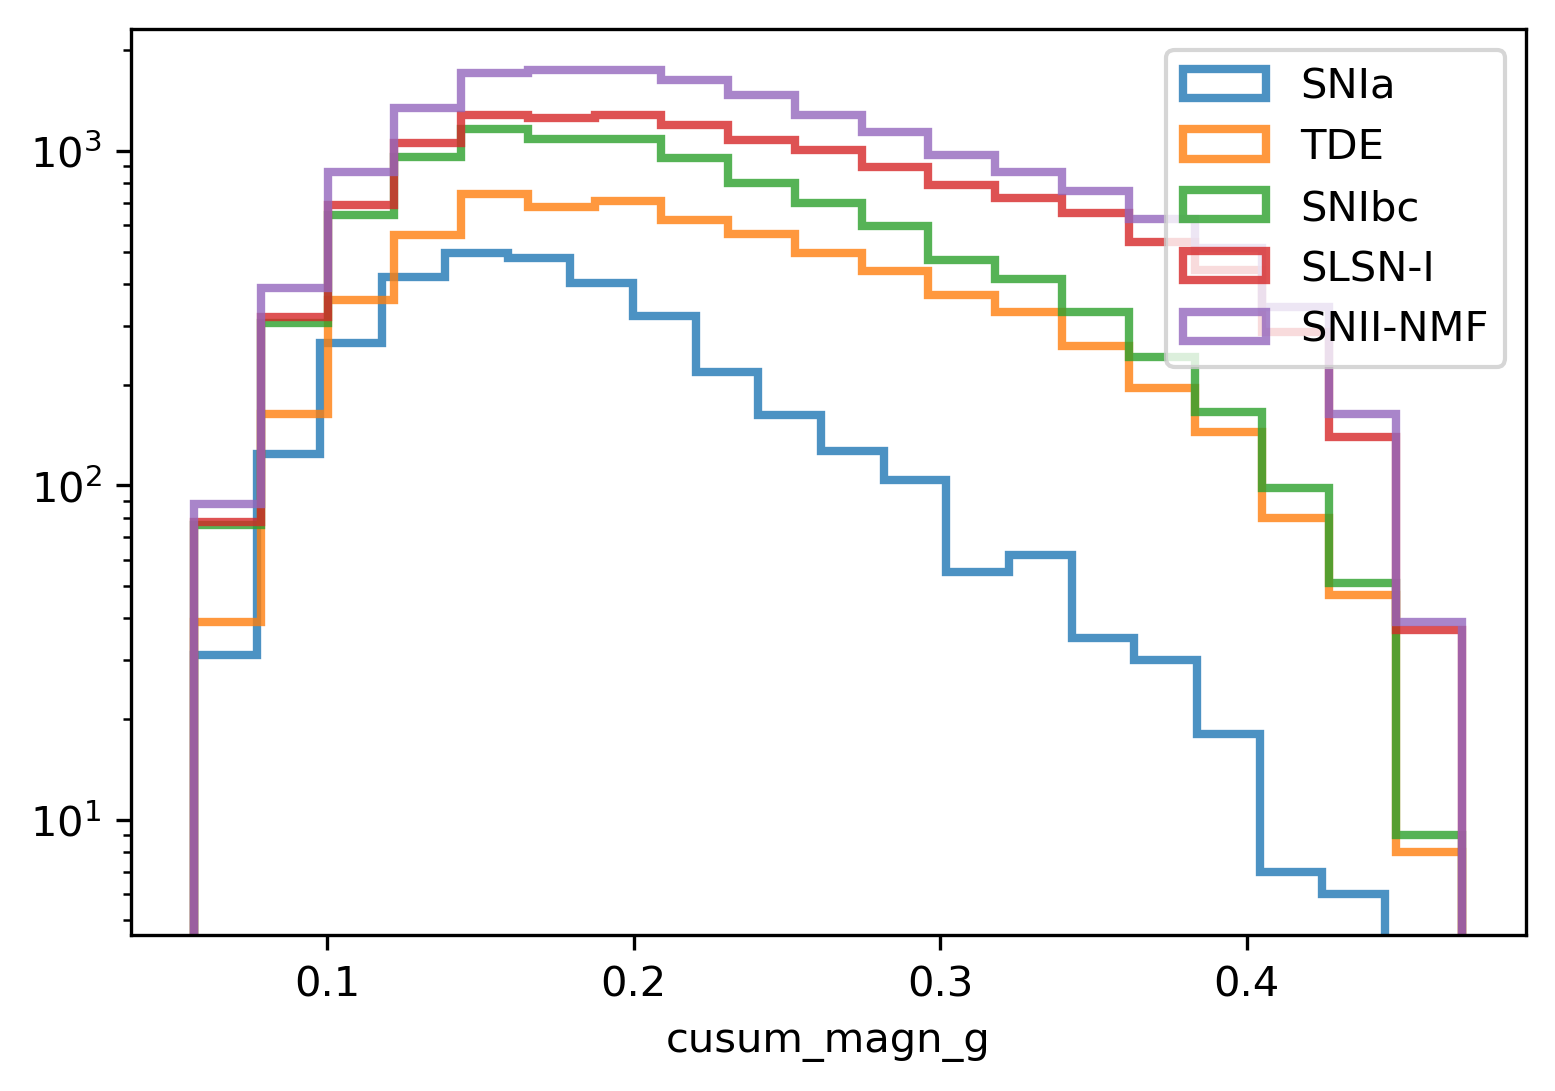 10³
10²
10¹
0.1 0.2 0.3 0.4
cusum_magn_g
SNIa
TDE
SNIbc
SLSN-I
SNII-NMF